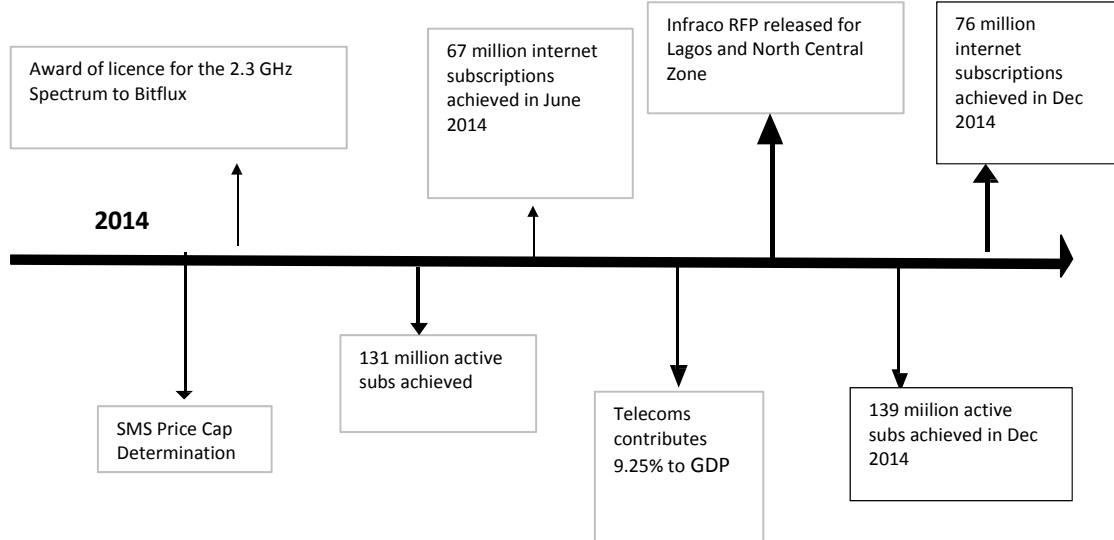 Award of licence for the 2.3 GHz
Spectrum to Bitflux
67 million internet
subscriptions
achieved in June
2014
Infraco RFP released for
Lagos and North Central
Zone
76 million
internet
subscriptions
achieved in Dec
2014
2014
SMS Price Cap
Determination
131 million active
subs achieved
Telecoms
contributes
9.25% to GDP
139 miilion active
subs achieved in Dec
2014